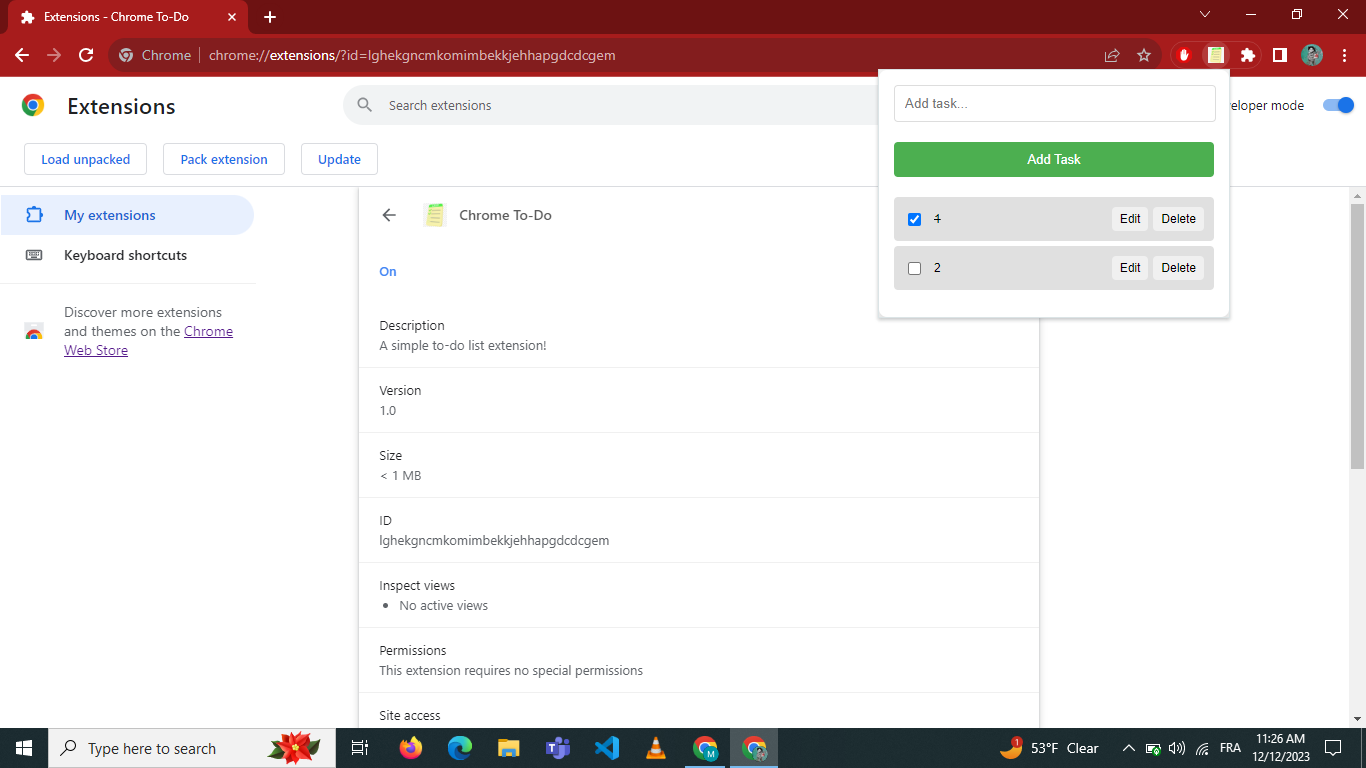 Extensions - Chrome To-Do
Chrome
chrome://extensions/?id=lghekgncmkomimbekkjehhapgdcdcgem
Extensions
Search extensions
eloper mode
Load unpacked
Pack extension
Update
Add task...
Add Task
1
Edit
Delete
2
Edit
Delete
My extensions
Keyboard shortcuts
Discover more extensions
and themes on the Chrome
Web Store
Chrome To-Do
On
Description
A simple to-do list extension!
Version
1.0
Size
< 1 MB
ID
lghekgncmkomimbekkjehhapgdcdcgem
Inspect views
No active views
Permissions
This extension requires no special permissions
Site access
Type here to search
M
1
53°F Clear
FRA
11:26 AM
12/12/2023